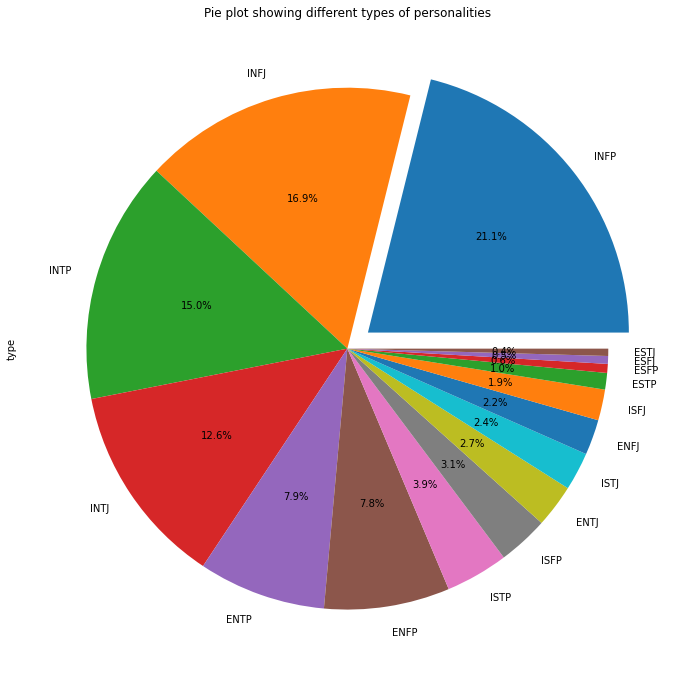 Pie plot showing different types of personalities
INFJ
INFP
16.9%
21.1%
INTP
15.0%
type
ESTJ
ESFJ
0.6%
ESFP
1.0%
ESTP
1.9%
ISFJ
2.2%
ENFJ
2.4%
ISTJ
2.7%
ENTJ
3.1%
ISFP
3.9%
ISTP
7.8%
ENFP
7.9%
ENTP
12.6%
INTJ